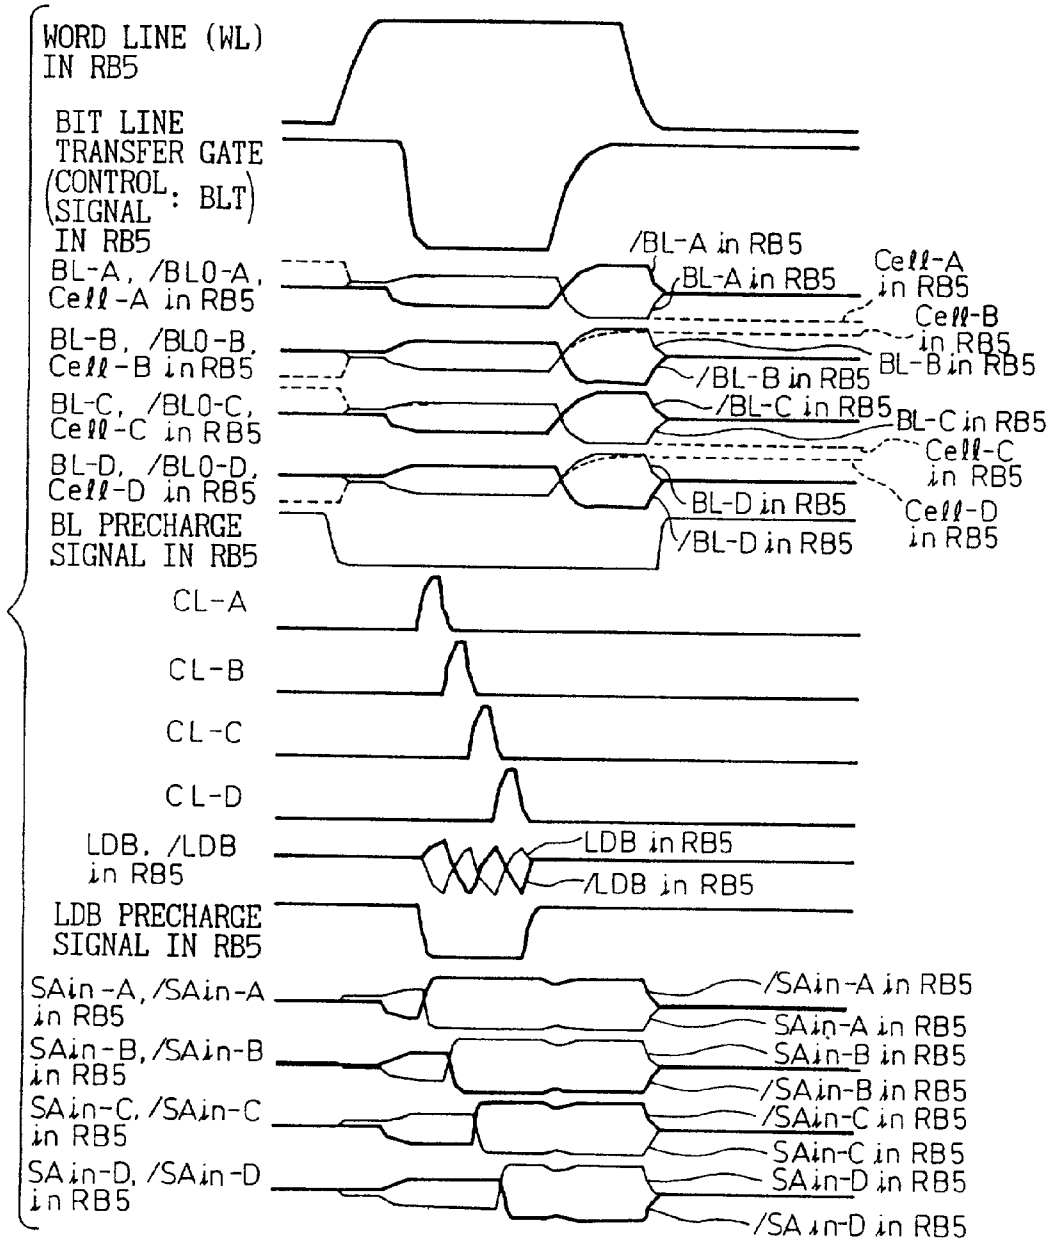 WORD LINE (WL)
IN RB5
BIT LINE
TRANSFER GATE
(CONTROL : BLT)
SIGNAL
IN RB5
BL-A, /BLO-A,
Cell-A in RB5
/BL-A in RB5
BL-A in RB5
Cell-A
in RB5
BL-B, /BLO-B,
Cell-B in RB5
Cell-B
in RB5
BL-B in RB5
/BL-B in RB5
BL-C, /BLO-C,
Cell-C in RB5
/BL-C in RB5
BL-C in RB5
Cell-C
in RB5
BL-D, /BLO-D,
Cell-D in RB5
BL-D in RB5
/BL-D in RB5
Cell-D
in RB5
BL PRECHARGE
SIGNAL IN RB5
CL-A
CL-B
CL-C
CL-D
LDB, /LDB
in RB5
LDB in RB5
/LDB in RB5
LDB PRECHARGE
SIGNAL IN RB5
SAin-A, /SAin-A
in RB5
/SAin-A in RB5
SAin-A in RB5
SAin-B, /SAin-B
in RB5
SAin-B in RB5
/SAin-B in RB5
SAin-C, /SAin-C
in RB5
/SAin-C in RB5
SAin-C in RB5
SAin-D, /SAin-D
in RB5
SAin-D in RB5
/SAin-D in RB5